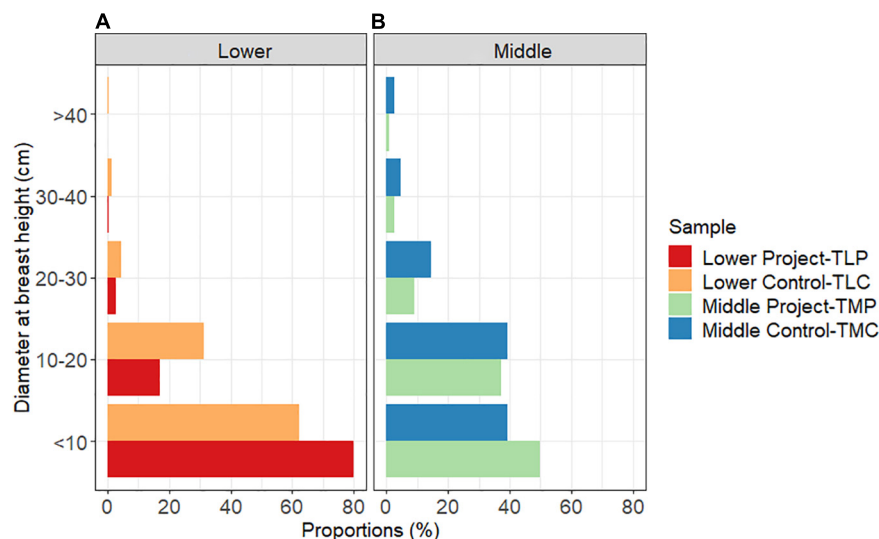 A
B
Lower
Middle
Diameter at breast height (cm)
>40
30-40
20-30
10-20
<10
0 20 40 60 80
0 20 40 60 80
Proportions (%)
Sample
Lower Project-TLP
Lower Control-TLC
Middle Project-TMP
Middle Control-TMC